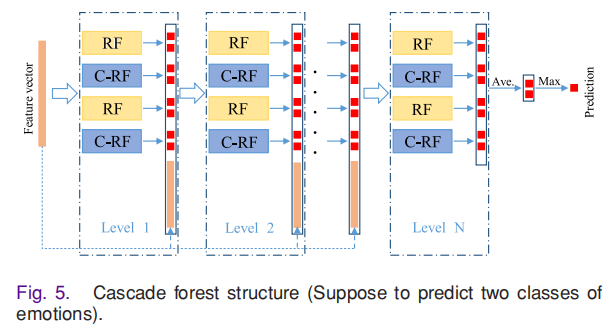 Feature vector
RF
C-RF
RF
C-RF
Level 1
RF
C-RF
RF
C-RF
Level 2
RF
C-RF
RF
C-RF
Level N
Ave.
Max
Prediction
Fig. 5. Cascade forest structure (Suppose to predict two classes of
emotions).